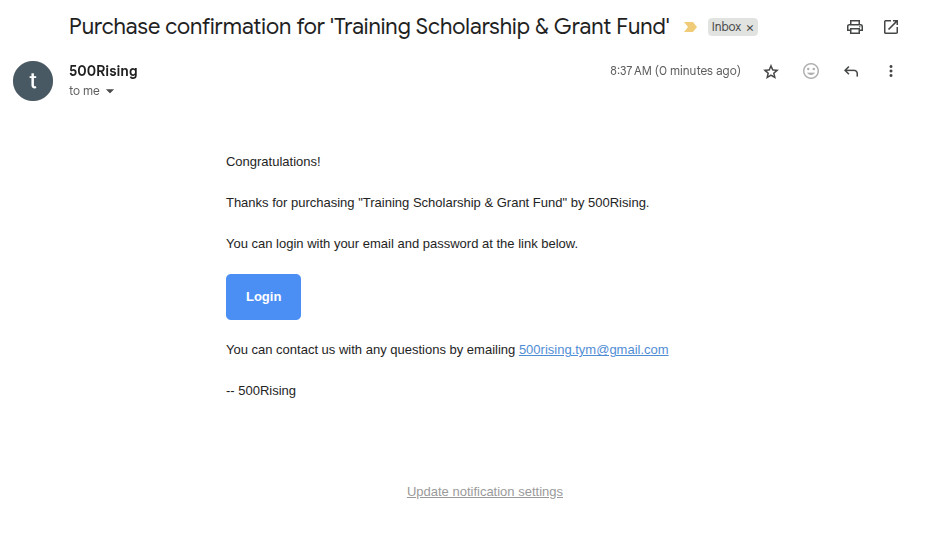 Purchase confirmation for 'Training Scholarship & Grant Fund' Inbox ×
t
500Rising 8:37 AM (0 minutes ago)
to me
Congratulations!
Thanks for purchasing "Training Scholarship & Grant Fund" by 500Rising.
You can login with your email and password at the link below.
Login
You can contact us with any questions by emailing 500rising.tym@gmail.com
-- 500Rising
Update notification settings